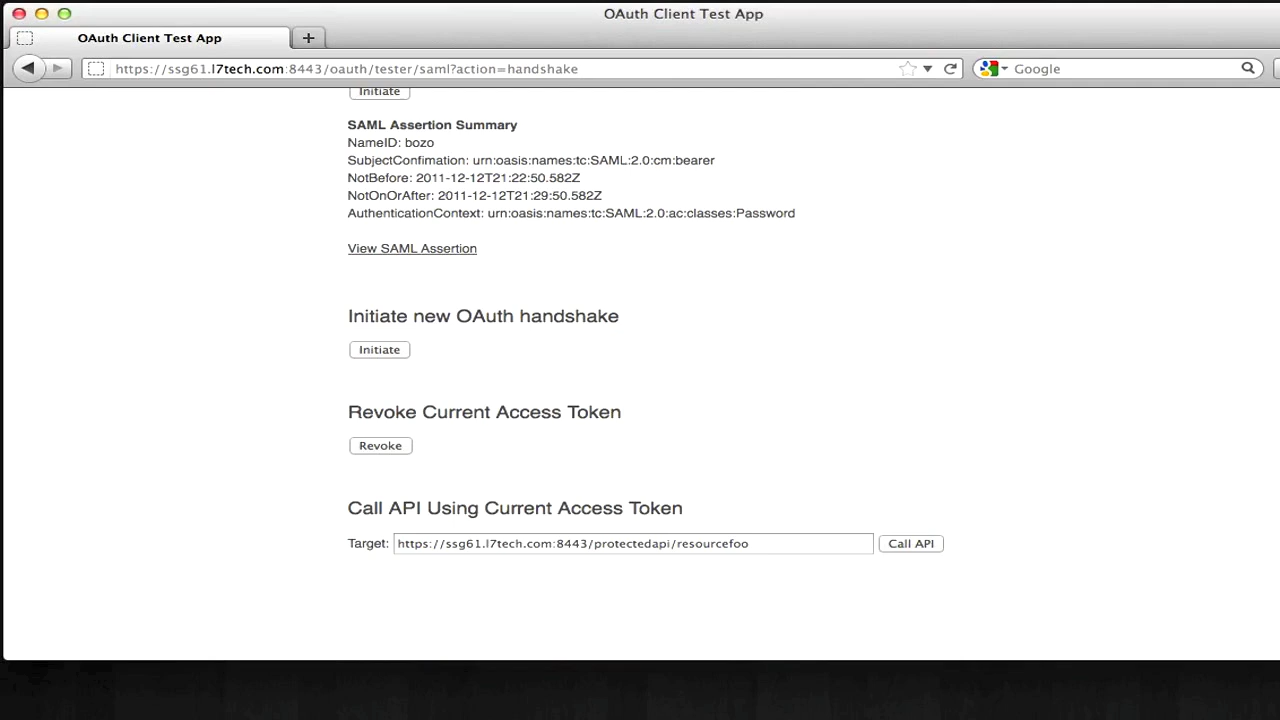 OAuth Client Test App
OAuth Client Test App
https://ssg61.l7tech.com:8443/oauth/tester/saml?action=handshake
Google
Initiate
SAML Assertion Summary
NameID: bozo
SubjectConfimation: urn:oasis:names:tc:SAML:2.0:cm:bearer
NotBefore: 2011-12-12T21:22:50.582Z
NotOnOrAfter: 2011-12-12T21:29:50.582Z
AuthenticationContext: urn:oasis:names:tc:SAML:2.0:ac:classes:Password
View SAML Assertion
Initiate new OAuth handshake
Initiate
Revoke Current Access Token
Revoke
Call API Using Current Access Token
Target: https://ssg61.l7tech.com:8443/protectedapi/resourcefoo Call API